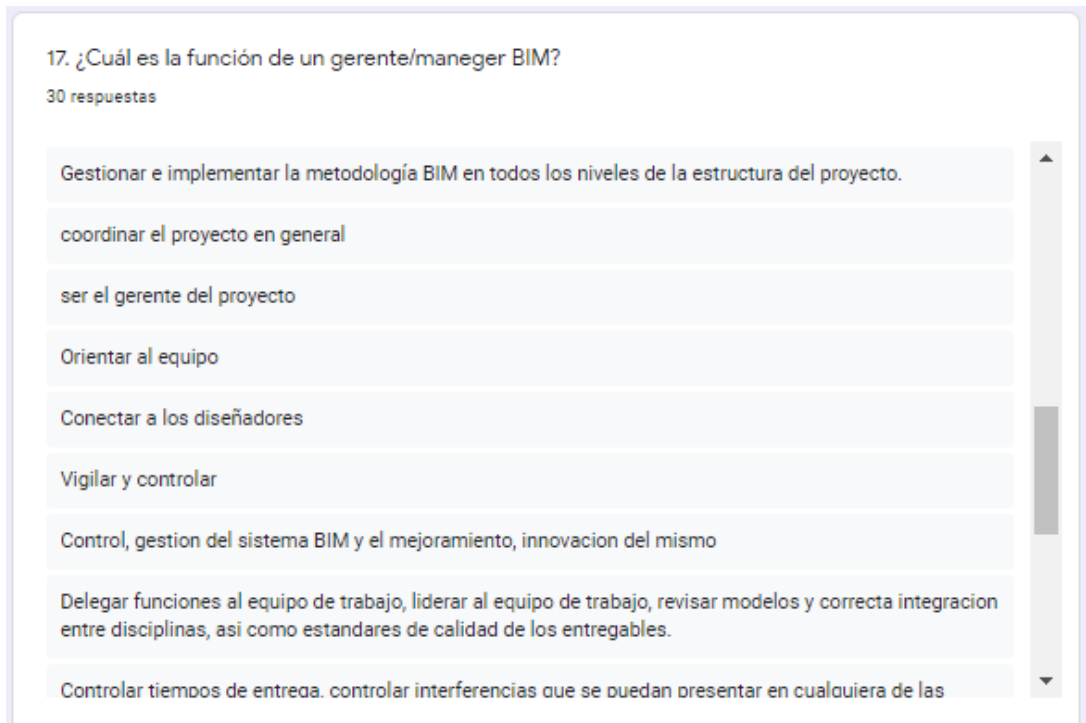 17. ¿Cuál es la función de un gerente/maneger BIM?
30 respuestas
Gestionar e implementar la metodología BIM en todos los niveles de la estructura del proyecto.
coordinar el proyecto en general
ser el gerente del proyecto
Orientar al equipo
Conectar a los diseñadores
Vigilar y controlar
Control, gestion del sistema BIM y el mejoramiento, innovacion del mismo
Delegar funciones al equipo de trabajo, liderar al equipo de trabajo, revisar modelos y correcta integracion
entre disciplinas, asi como estandares de calidad de los entregables.
Controlar tiempos de entrega, controlar interferencias que se puedan presentar en cualquiera de las